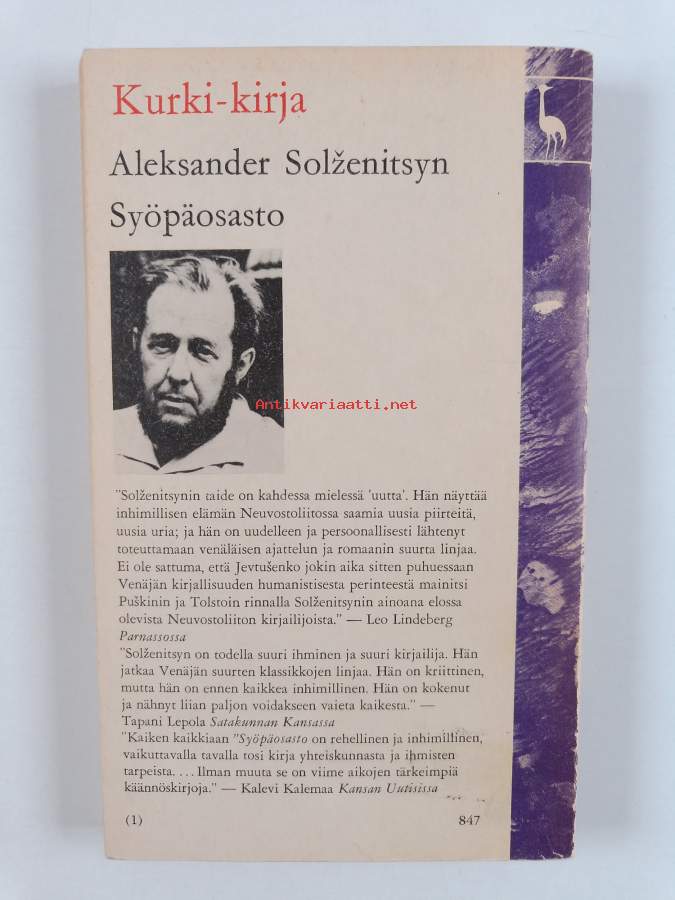 Kurki-kirja
Aleksander Solženitsyn
Syöpäosasto
Antikvariaatti.net
"Solženitsynin taide on kahdessa mielessä 'uutta'. Hän näyttää
inhimillisen elämän Neuvostoliitossa saamia uusia piirteitä,
uusia uria; ja hän on uudelleen ja persoonallisesti lähtenyt
toteuttamaan venäläisen ajattelun ja romaanin suurta linjaa.
Ei ole sattuma, että Jevtušenko jokin aika sitten puhuessaan
Venäjän kirjallisuuden humanistisesta perinteestä mainitsi
Puškinin ja Tolstoin rinnalla Solženitsynin ainoana elossa
olevista Neuvostoliiton kirjailijoista." — Leo Lindeberg
Parnassossa
"Solženitsyn on todella suuri ihminen ja suuri kirjailija. Hän
jatkaa Venäjän suurten klassikkojen linjaa. Hän on kriittinen,
mutta hän on ennen kaikkea inhimillinen. Hän on kokenut
ja nähnyt liian paljon voidakseen vaieta kaikesta." —
Tapani Lepola Satakunnan Kansassa
"Kaiken kaikkiaan "Syöpäosasto on rehellinen ja inhimillinen,
vaikuttavalla tavalla tosi kirja yhteiskunnasta ja ihmisten
tarpeista. . . . Ilman muuta se on viime aikojen tärkeimpiä
käännöskirjoja." — Kalevi Kalemaa Kansan Uutisissa
(1) 847